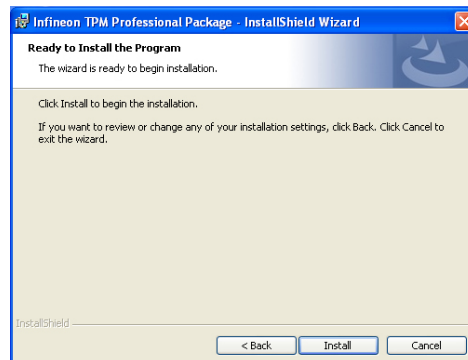 Infineon TPM Professional Package - InstallShield Wizard
Ready to Install the Program
The wizard is ready to begin installation.
Click Install to begin the installation.
If you want to review or change any of your installation settings, click Back. Click Cancel to
exit the wizard.
InstallShield
< Back Install Cancel